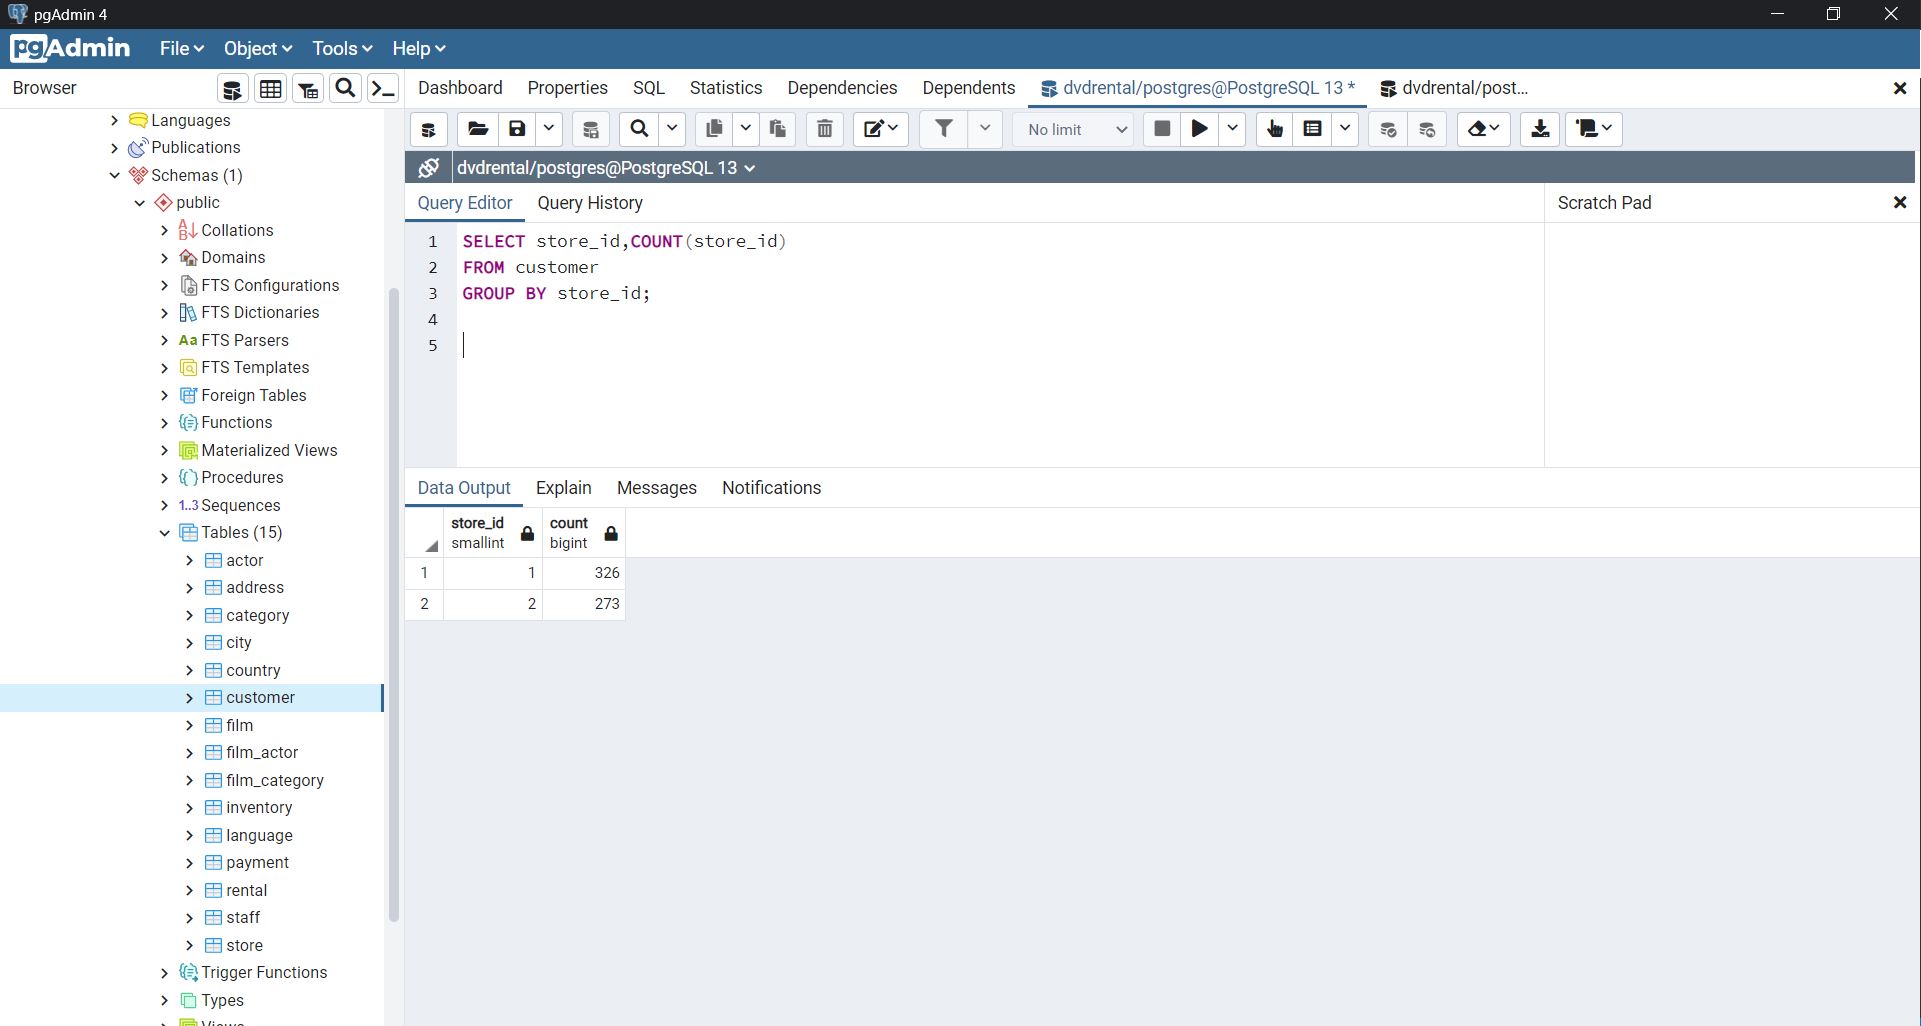 pgAdmin 4
pgAdmin File Object Tools Help
Browser
Dashboard Properties SQL Statistics Dependencies Dependents dvdrental/postgres@PostgreSQL 13 * dvdrental/post...
No limit
dvdrental/postgres@PostgreSQL 13
Query Editor Query History
Scratch Pad
1 SELECT store_id,COUNT(store_id)
2 FROM customer
3 GROUP BY store_id;
4
5
Data Output Explain Messages Notifications
store_id count
smallint bigint
1 1 326
2 2 273
Languages
Publications
Schemas (1)
public
Collations
Domains
FTS Configurations
FTS Dictionaries
Aa FTS Parsers
FTS Templates
Foreign Tables
Functions
Materialized Views
Procedures
1..3 Sequences
Tables (15)
actor
address
category
city
country
customer
film
film_actor
film_category
inventory
language
payment
rental
staff
store
Trigger Functions
Types
Views